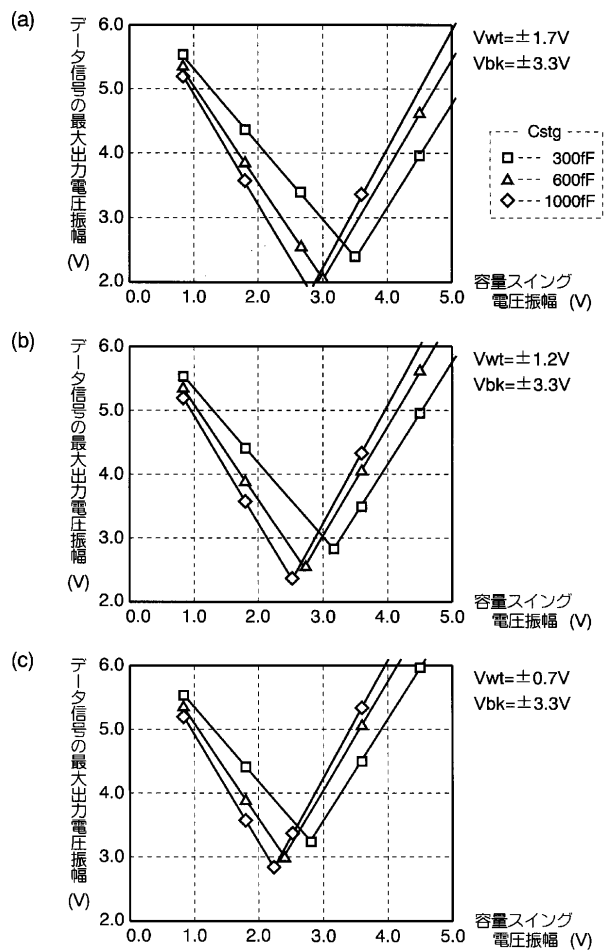 (a)
データ信号の最大出力電圧振幅
(V)
6.0
5.0
4.0
3.0
2.0
0.0 1.0 2.0 3.0 4.0 5.0
容量スイング
電圧振幅 (V)
Vwt=±1.7V
Vbk=±3.3V
Cstg
300fF
600fF
1000fF
(b)
データ信号の最大出力電圧振幅
(V)
6.0
5.0
4.0
3.0
2.0
0.0 1.0 2.0 3.0 4.0 5.0
容量スイング
電圧振幅 (V)
Vwt=±1.2V
Vbk=±3.3V
(c)
データ信号の最大出力電圧振幅
(V)
6.0
5.0
4.0
3.0
2.0
0.0 1.0 2.0 3.0 4.0 5.0
容量スイング
電圧振幅 (V)
Vwt=±0.7V
Vbk=±3.3V